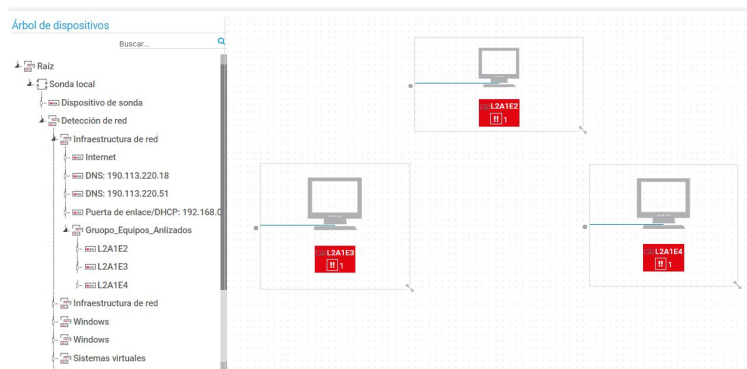 Árbol de dispositivos
Buscar...
Raíz
Sonda local
Dispositivo de sonda
Detección de red
Infraestructura de red
Internet
DNS: 190.113.220.18
DNS: 190.113.220.51
Puerta de enlace/DHCP: 192.168.0
Gruopo_Equipos_Anlizados
L2A1E2
L2A1E3
L2A1E4
Infraestructura de red
Windows
Windows
Sistemas virtuales
L2A1E2
!! 1
L2A1E3
!! 1
L2A1E4
!! 1